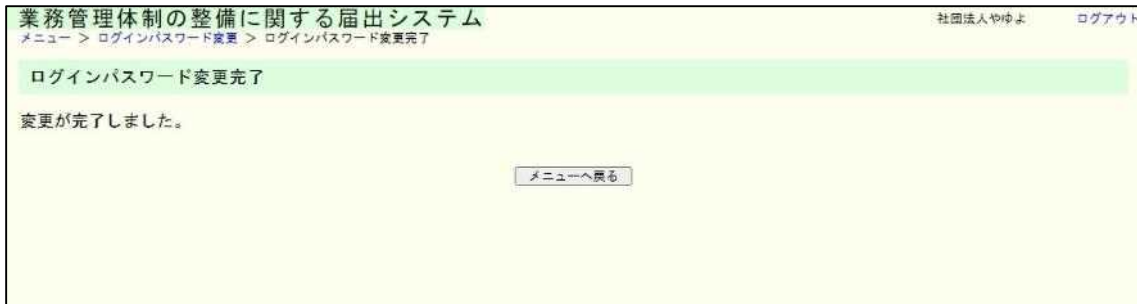 業務管理体制の整備に関する届出システム
社団法人やゆよ ログアウト
メニュー > ログインパスワード変更 > ログインパスワード変更完了
ログインパスワード変更完了
変更が完了しました。
メニューへ戻る